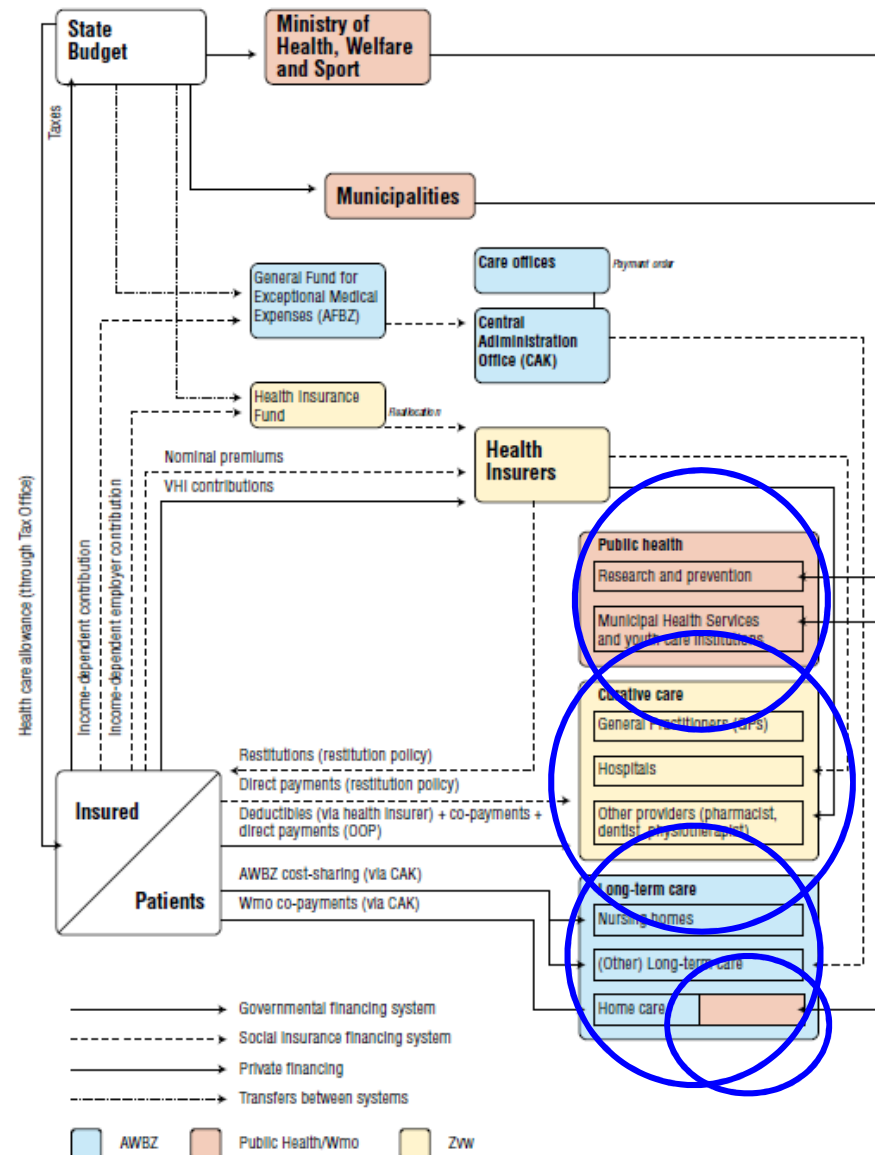 State
Budget
Ministry of
Health, Welfare
and Sport
Taxes
Municipalities
General Fund for
Exceptional Medical
Expenses (AFBZ)
Care offices
Payment order
Central
Adiministration
Office (CAK)
Health Insurance
Fund
Reallocation
Health
Insurers
Nominal premiums
VHI contributions
Health care allowance (through Tax Office)
Income-dependent contribution
Income-dependent employer contribution
Public health
Research and prevention
Municipal Health Services
and youth care institutions
Curative care
General Practitioners (GPs)
Hospitals
Other providers (pharmacist,
dentist, physiotherapist)
Restitutions (restitution policy)
Direct payments (restitution policy)
Deductibles (via health insurer) + co-payments +
direct payments (OOP)
Insured
Patients
AWBZ cost-sharing (via CAK)
Wmo co-payments (via CAK)
Long-term care
Nursing homes
(Other) Long-term care
Home care
Governmental financing system
Social insurance financing system
Private financing
Transfers between systems
AWBZ
Public Health/Wmo
Zvw